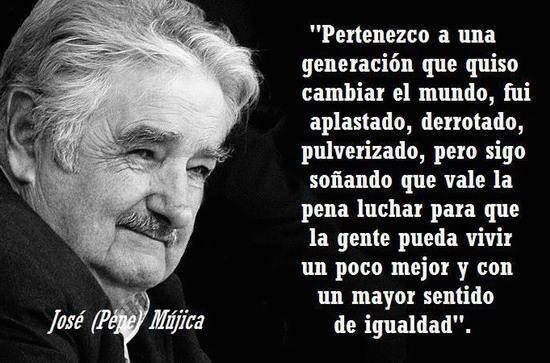 "Pertenezco a una
generación que quiso
cambiar el mundo, fui
aplastado, derrotado,
pulverizado, pero sigo
soñando que vale la
pena luchar para que
la gente pueda vivir
un poco mejor y con
un mayor sentido
de igualdad".
José (Pépe) Mújica